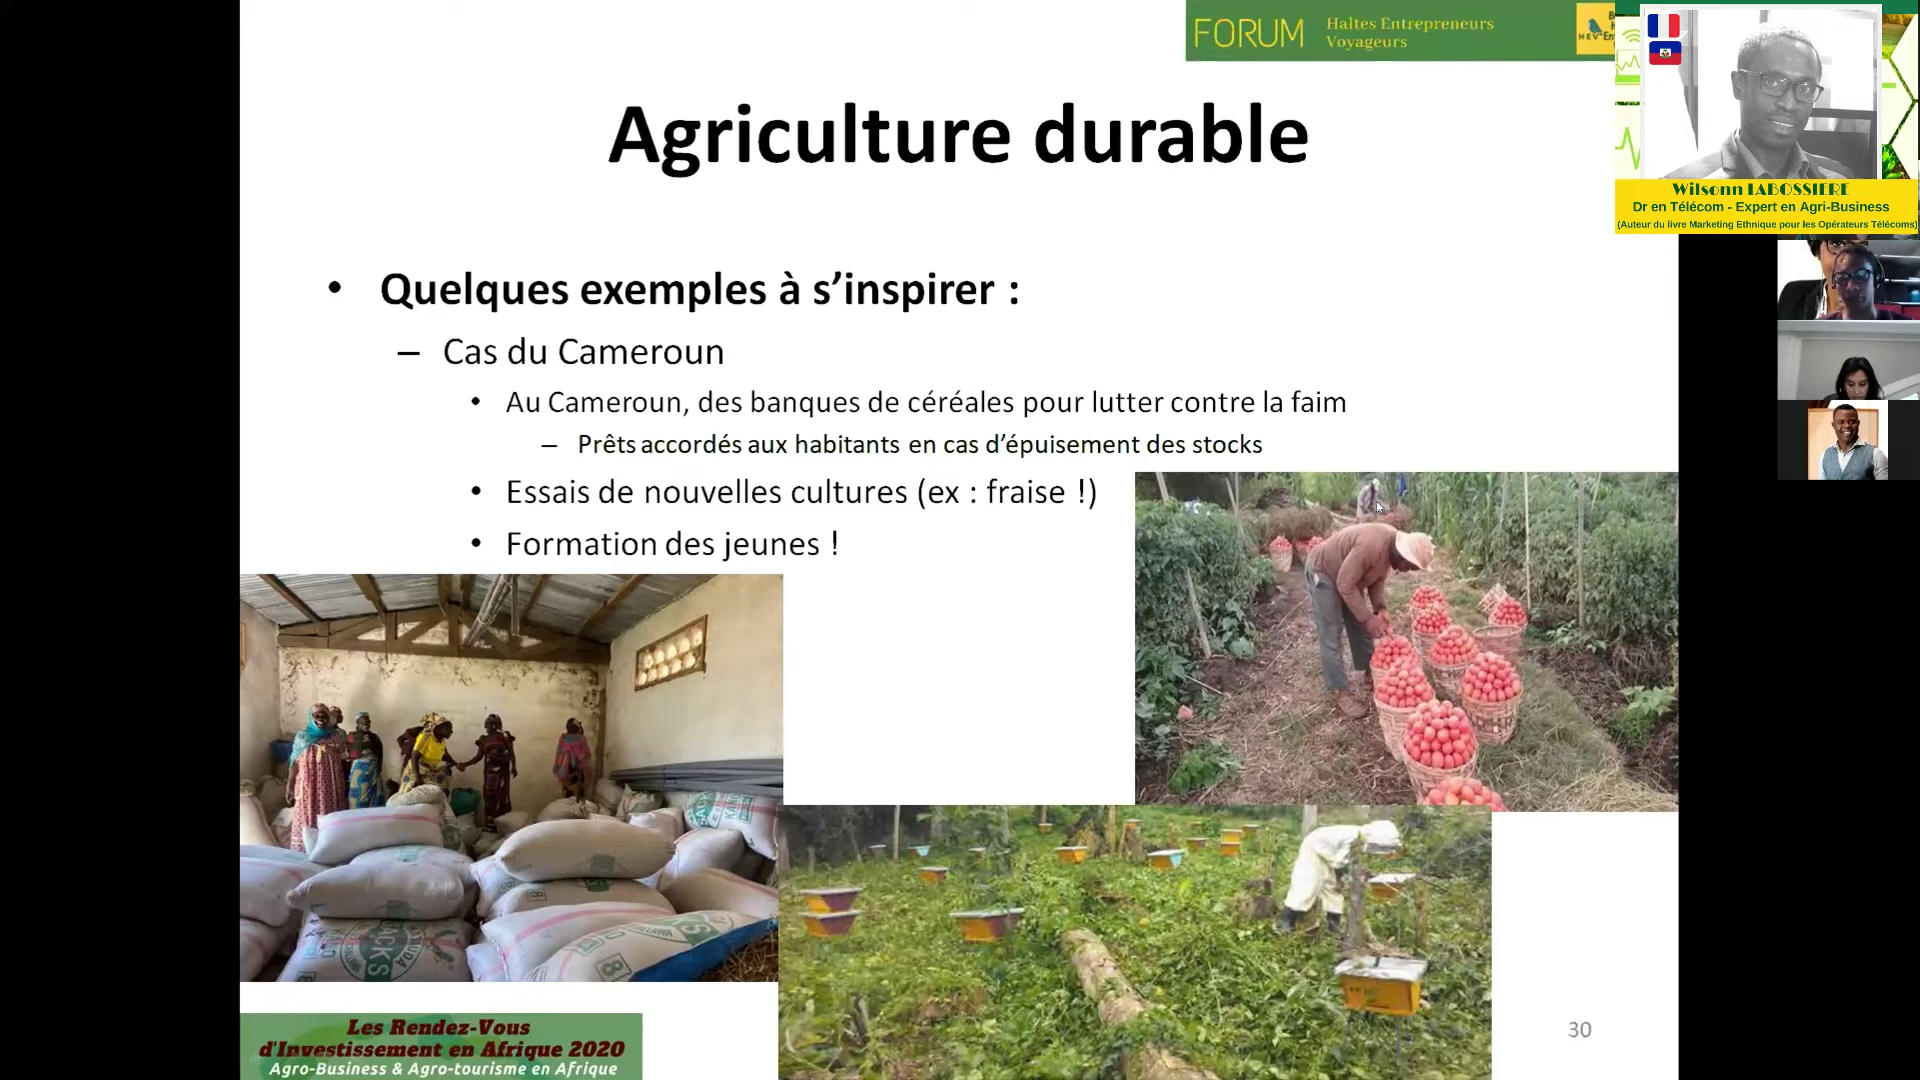 FORUM
Haltes Entrepreneurs
Voyageurs
Agriculture durable
Wilsonn LABOSSIERE
Dr en Télécom - Expert en Agri-Business
(Auteur du livre Marketing Ethnique pour les Opérateurs Télécoms)
• Quelques exemples à s’inspirer :
– Cas du Cameroun
• Au Cameroun, des banques de céréales pour lutter contre la faim
– Prêts accordés aux habitants en cas d’épuisement des stocks
• Essais de nouvelles cultures (ex : fraise !)
• Formation des jeunes !
Les Rendez-Vous
d'Investissement en Afrique 2020
Agro-Business & Agro-tourisme en Afrique
30